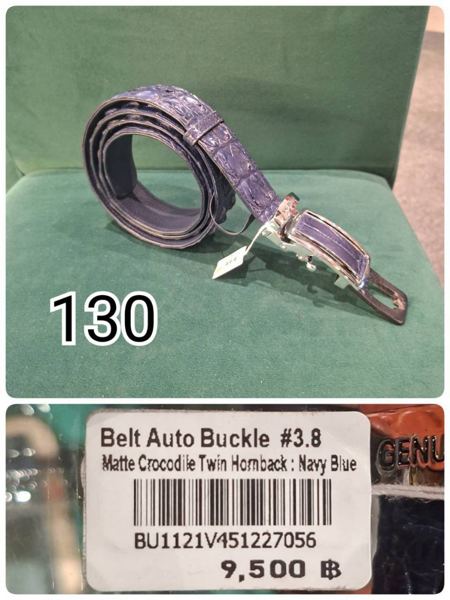 130
Belt Auto Buckle #3.8
Matte Crocodile Twin Hornback : Navy Blue
GENU
BU1121V451227056
9,500 ฿